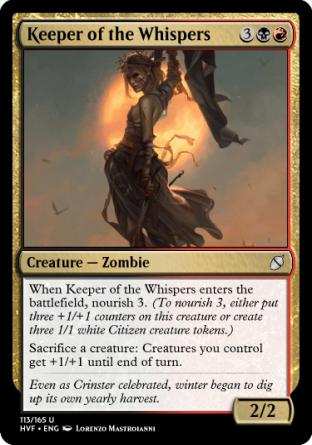 Keeper of the Whispers 3
Creature — Zombie
When Keeper of the Whispers enters the
battlefield, nourish 3. (To nourish 3, either put
three +1/+1 counters on this creature or create
three 1/1 white Citizen creature tokens.)
Sacrifice a creature: Creatures you control
get +1/+1 until end of turn.
Even as Crinster celebrated, winter began to dig
up its own yearly harvest.
2/2
113/165 U
HVF • ENG Lorenzo Mastroianni